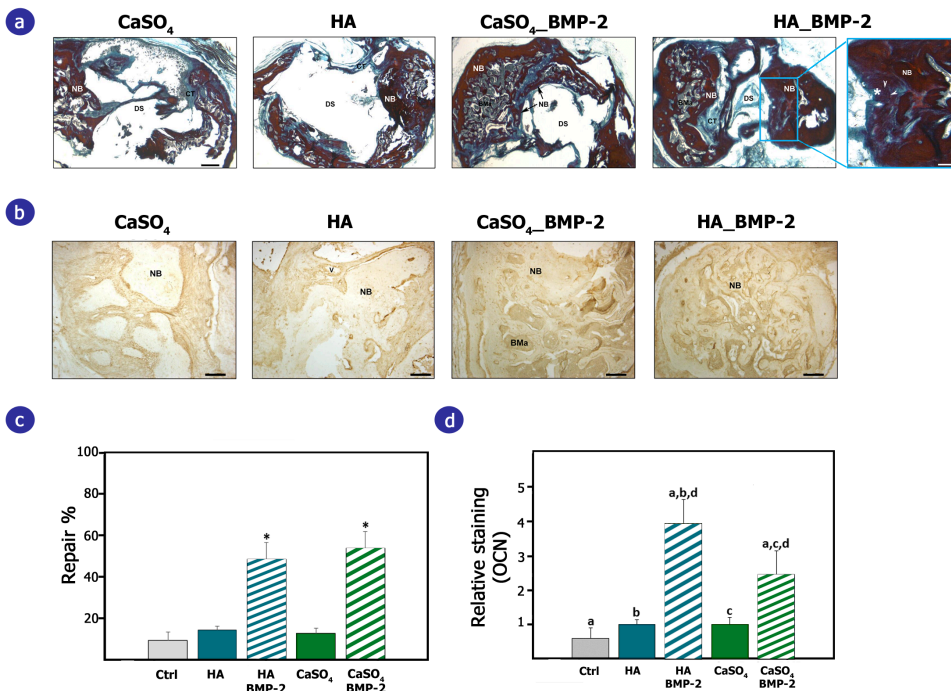 a
CaSO₄
HA
CaSO₄_BMP-2
HA_BMP-2
NB
DS
CT
CT
DS
NB
NB
BMa
NB
DS
NB
BMa
CT
DS
NB
NB
v
*
b
CaSO₄
HA
CaSO₄_BMP-2
HA_BMP-2
NB
v
NB
NB
BMa
NB
c
Repair %
100
80
60
40
20
*
*
Ctrl
HA
HA
BMP-2
CaSO₄
CaSO₄
BMP-2
d
Relative staining
(OCN)
5
4
3
2
1
a
b
a,b,d
c
a,c,d
Ctrl
HA
HA
BMP-2
CaSO₄
CaSO₄
BMP-2